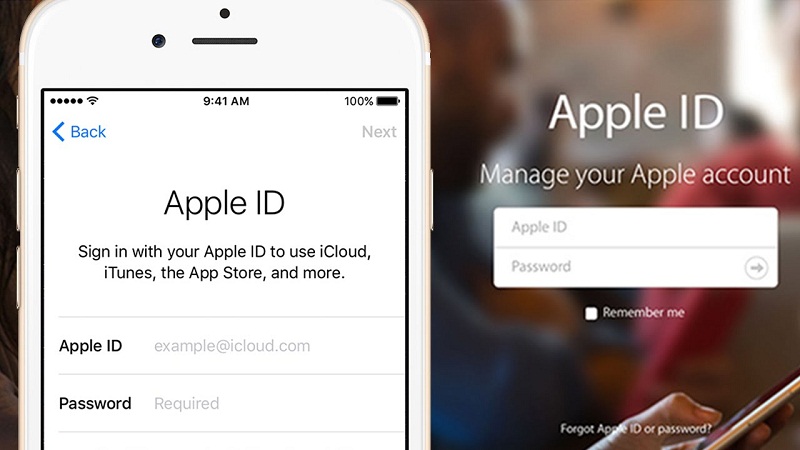 9:41 AM
100%
Back
Next
Apple ID
Sign in with your Apple ID to use iCloud,
iTunes, the App Store, and more.
Apple ID example@icloud.com
Password Required
Apple ID
Manage your Apple account
Apple ID
Password
Remember me
Forgot Apple ID or password?